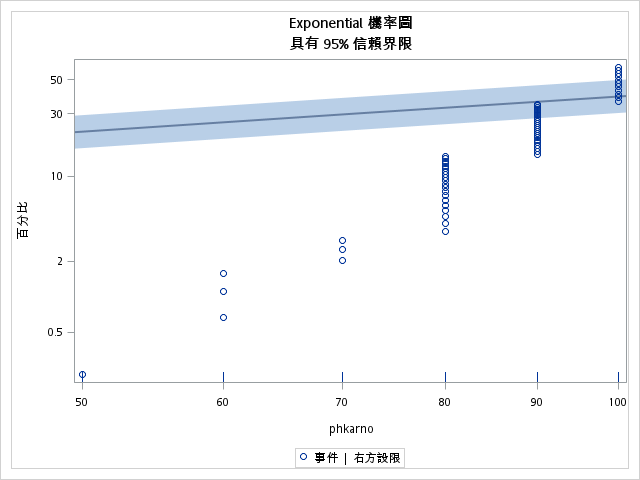 Exponential 機率圖
具有 95% 信賴界限
50
30
10
2
0.5
百分比
50 60 70 80 90 100
phkarno
事件 | 右方設限